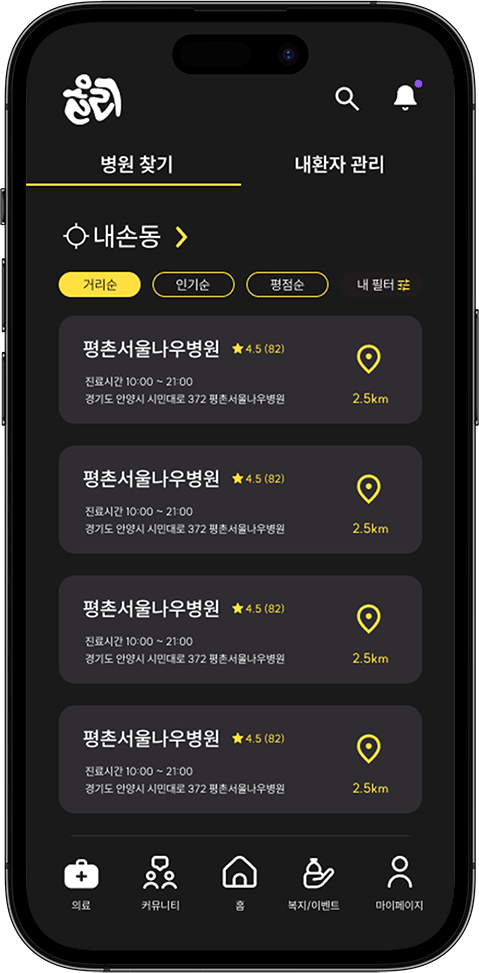 병원 찾기 내환자 관리
내손동
거리순 인기순 평점순 내 필터
평촌서울나우병원 4.5 (82)
진료시간 10:00 ~ 21:00
경기도 안양시 시민대로 372 평촌서울나우병원
2.5km
평촌서울나우병원 4.5 (82)
진료시간 10:00 ~ 21:00
경기도 안양시 시민대로 372 평촌서울나우병원
2.5km
평촌서울나우병원 4.5 (82)
진료시간 10:00 ~ 21:00
경기도 안양시 시민대로 372 평촌서울나우병원
2.5km
평촌서울나우병원 4.5 (82)
진료시간 10:00 ~ 21:00
경기도 안양시 시민대로 372 평촌서울나우병원
2.5km
의료 커뮤니티 홈 복지/이벤트 마이페이지